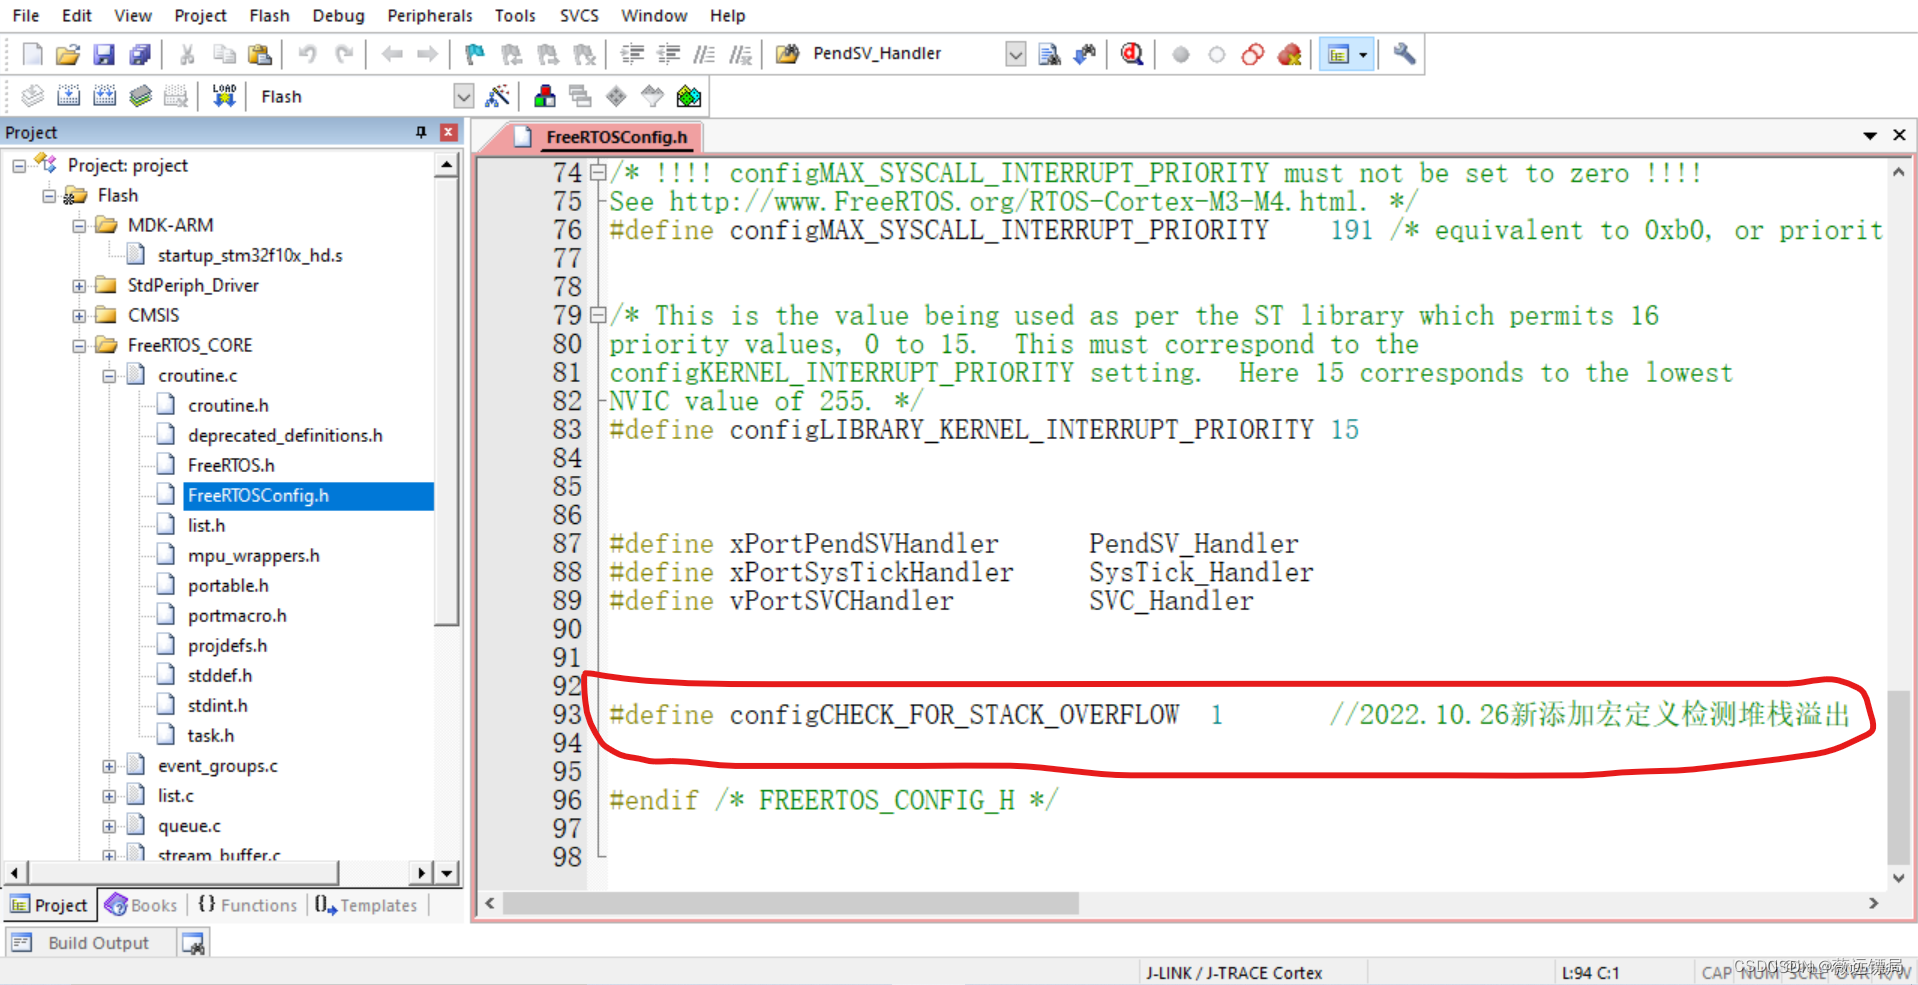 File Edit View Project Flash Debug Peripherals Tools SVCS Window Help
PendSV_Handler
LOAD Flash
Project
Project: project
Flash
MDK-ARM
startup_stm32f10x_hd.s
StdPeriph_Driver
CMSIS
FreeRTOS_CORE
croutine.c
croutine.h
deprecated_definitions.h
FreeRTOS.h
FreeRTOSConfig.h
list.h
mpu_wrappers.h
portable.h
portmacro.h
projdefs.h
stddef.h
stdint.h
task.h
event_groups.c
list.c
queue.c
stream_buffer.c
Project Books {} Functions Templates
FreeRTOSConfig.h
74 /* !!!! configMAX_SYSCALL_INTERRUPT_PRIORITY must not be set to zero !!!!
75 See http://www.FreeRTOS.org/RTOS-Cortex-M3-M4.html. */
76 #define configMAX_SYSCALL_INTERRUPT_PRIORITY 191 /* equivalent to 0xb0, or priorit
77
78
79 /* This is the value being used as per the ST library which permits 16
80 priority values, 0 to 15. This must correspond to the
81 configKERNEL_INTERRUPT_PRIORITY setting. Here 15 corresponds to the lowest
82 NVIC value of 255. */
83 #define configLIBRARY_KERNEL_INTERRUPT_PRIORITY 15
84
85
86
87 #define xPortPendSVHandler PendSV_Handler
88 #define xPortSysTickHandler SysTick_Handler
89 #define vPortSVCHandler SVC_Handler
90
91
92
93 #define configCHECK_FOR_STACK_OVERFLOW 1 //2022.10.26新添加宏定义检测堆栈溢出
94
95
96 #endif /* FREERTOS_CONFIG_H */
97
98
Build Output
J-LINK / J-TRACE Cortex L:94 C:1 CAP NUM SCRL OVR R/W
@薇远镖局